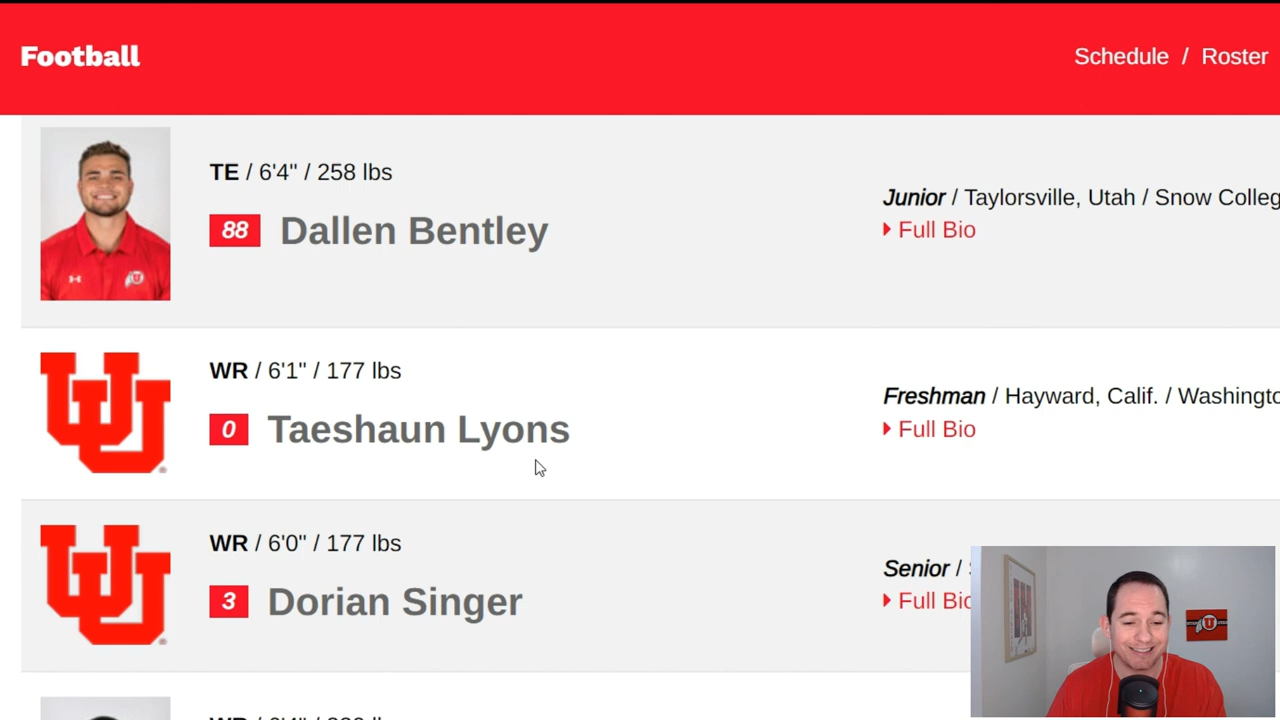 Football
Schedule / Roster
TE / 6'4" / 258 lbs
88 Dallen Bentley
Junior / Taylorsville, Utah / Snow Colleg
Full Bio
WR / 6'1" / 177 lbs
0 Taeshaun Lyons
Freshman / Hayward, Calif. / Washingto
Full Bio
WR / 6'0" / 177 lbs
3 Dorian Singer
Senior /
Full Bio
WR